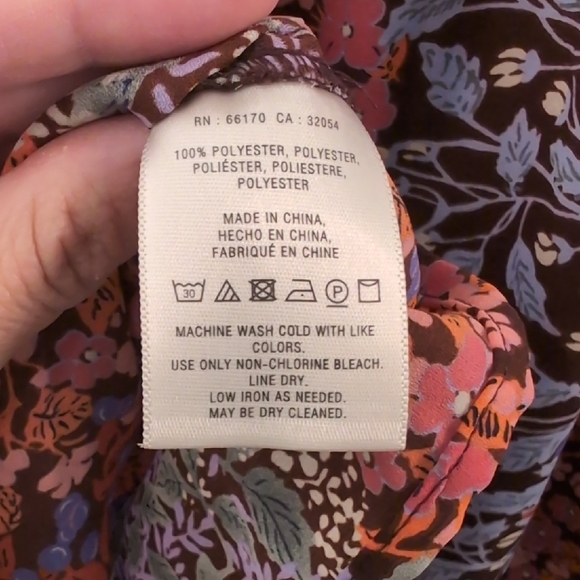 RN : 66170 CA : 32054
100% POLYESTER, POLYESTER,
POLIÉSTER, POLIESTERE,
POLYESTER
MADE IN CHINA,
HECHO EN CHINA,
FABRIQUÉ EN CHINE
30 P
MACHINE WASH COLD WITH LIKE
COLORS.
USE ONLY NON-CHLORINE BLEACH.
LINE DRY.
LOW IRON AS NEEDED.
MAY BE DRY CLEANED.